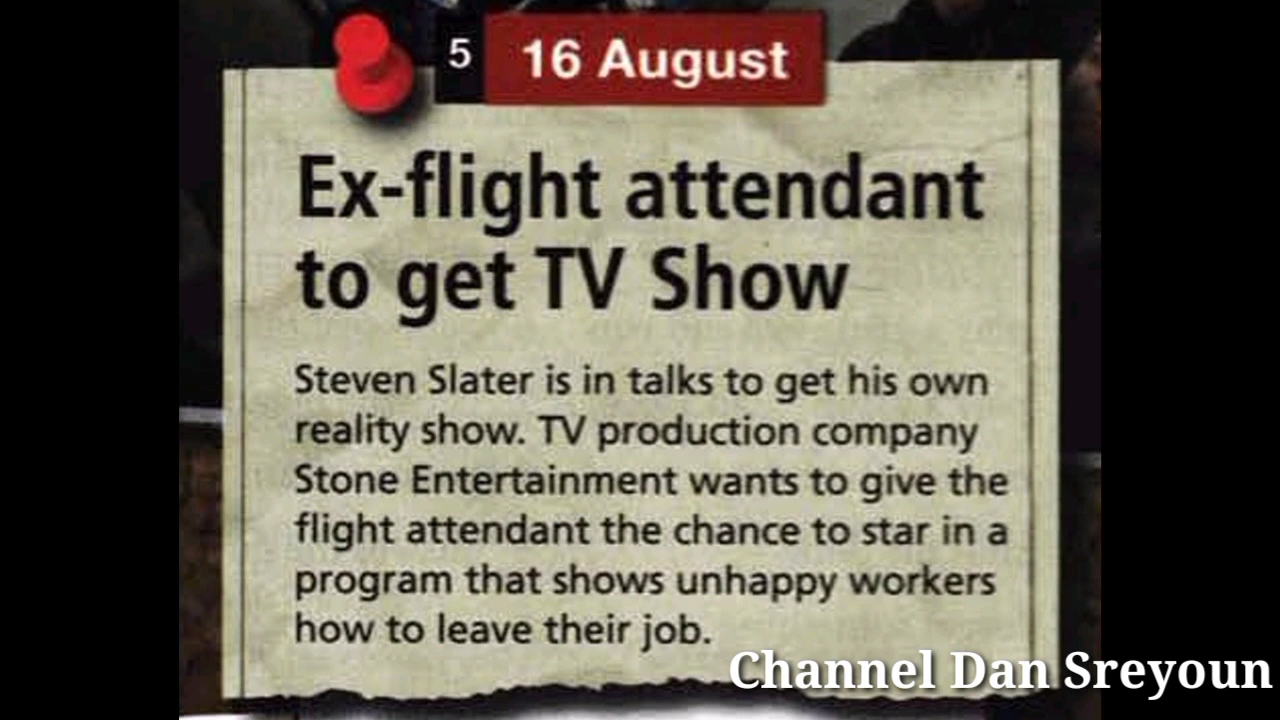 5 16 August
Ex-flight attendant
to get TV Show
Steven Slater is in talks to get his own
reality show. TV production company
Stone Entertainment wants to give the
flight attendant the chance to star in a
program that shows unhappy workers
how to leave their job.
Channel Dan Sreyoun